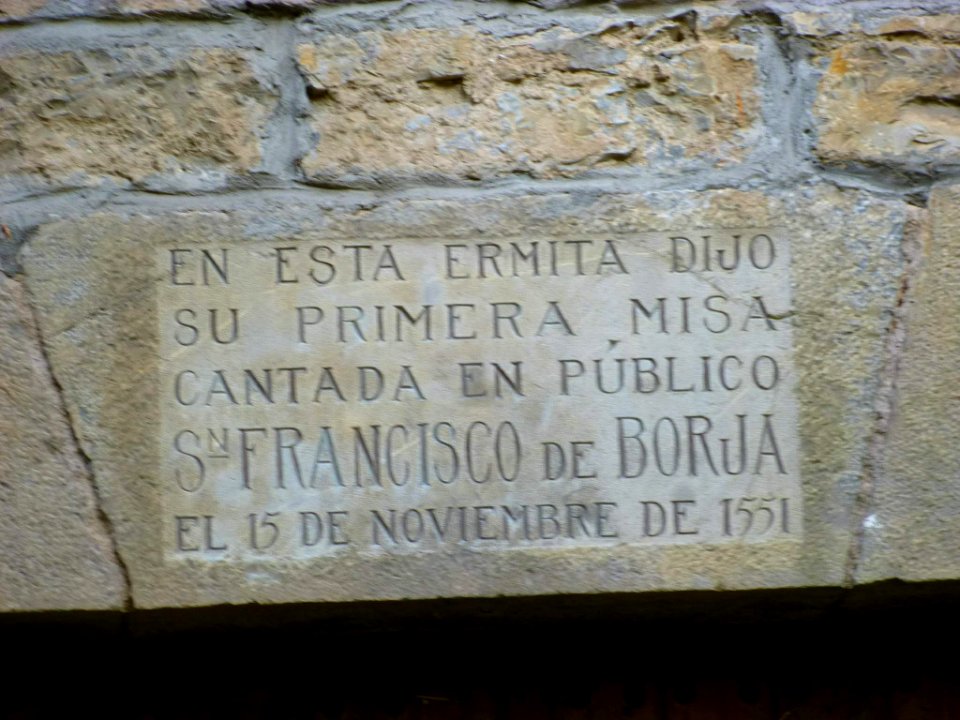 EN ESTA ERMITA DIJO
SU PRIMERA MISA
CANTADA EN PÚBLICO
SN FRANCISCO DE BORJA
EL 15 DE NOVIEMBRE DE 1551